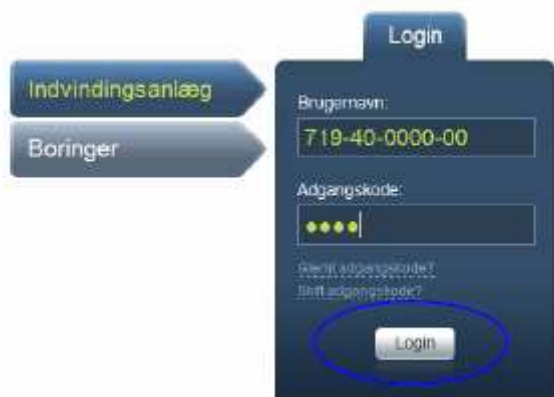 Login
Indvindingsanlæg
Boringer
Brugernavn:
719-40-0000-00
Adgangskode:
Glemt adgangskode?
Skift adgangskode?
Login